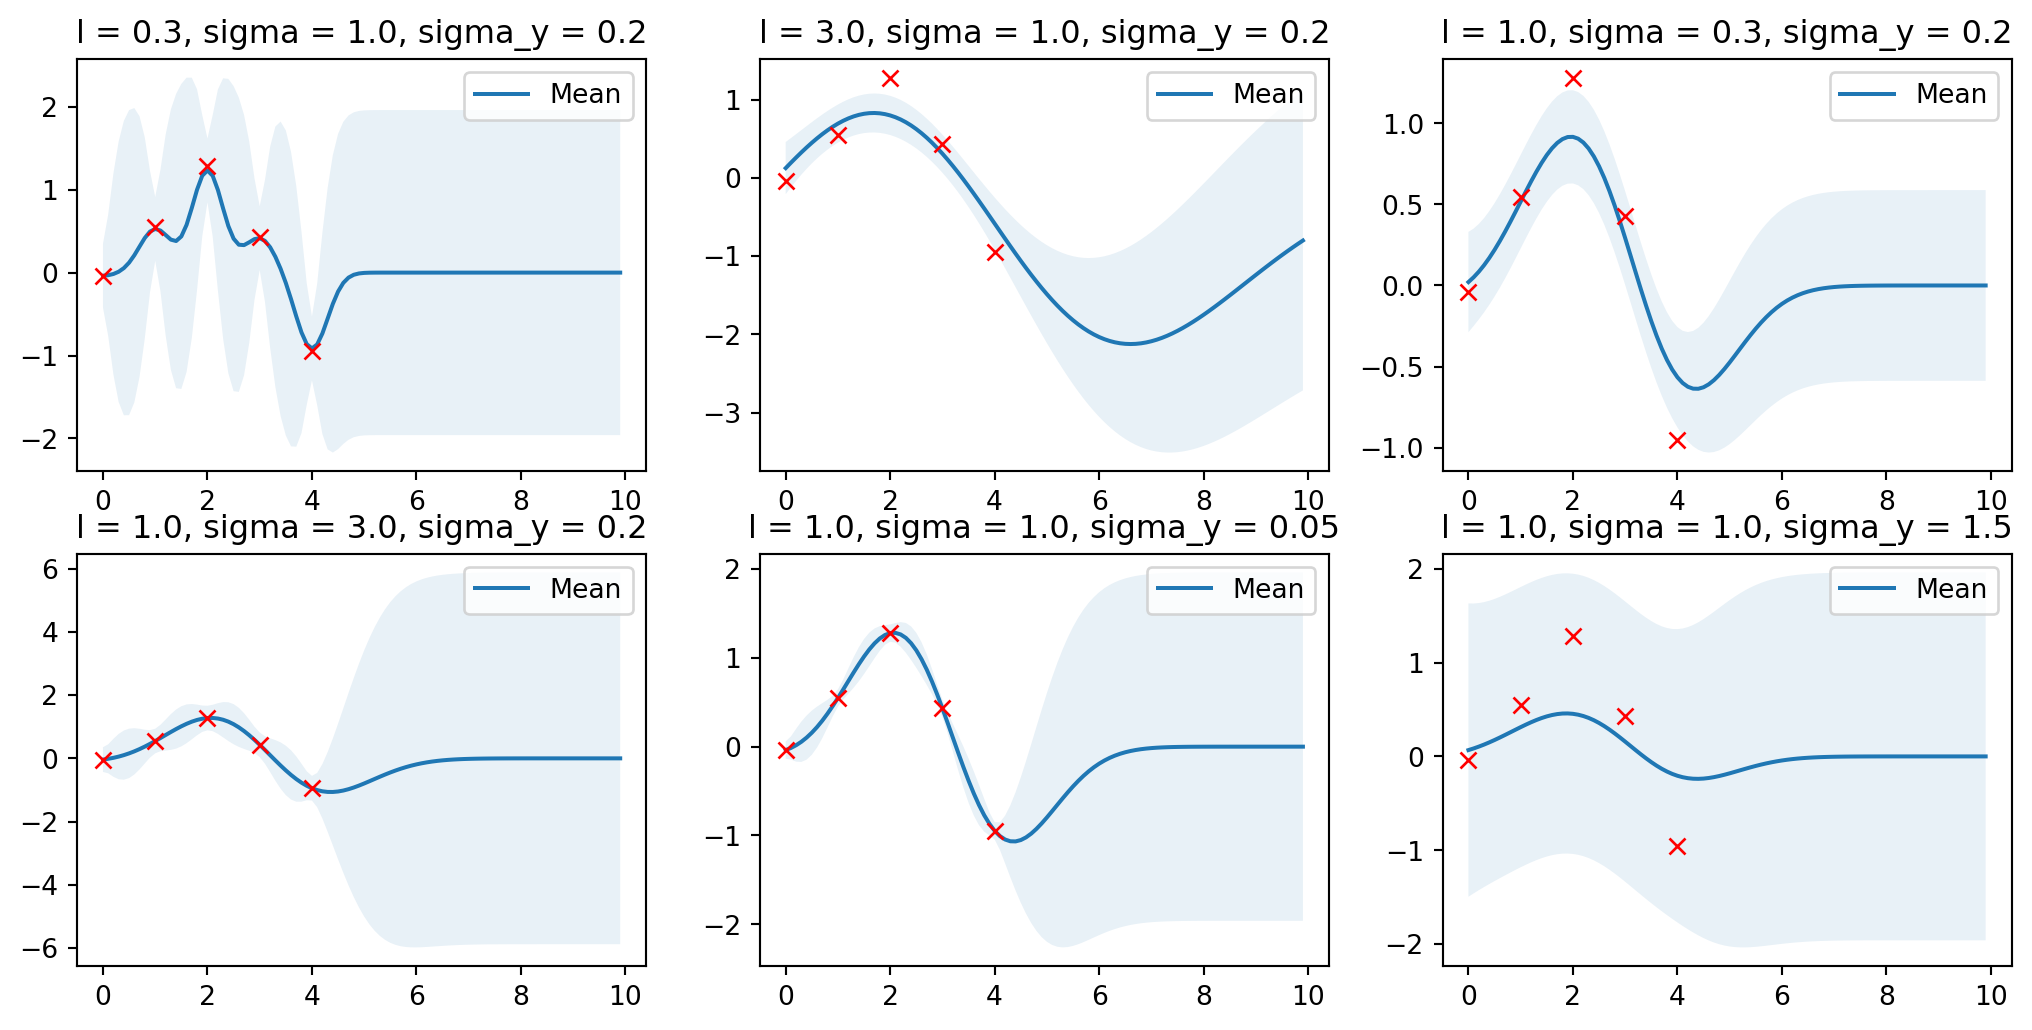 l = 0.3, sigma = 1.0, sigma_y = 0.2
Mean
2
1
0
−1
−2
0 2 4 6 8 10
l = 3.0, sigma = 1.0, sigma_y = 0.2
Mean
1
0
−1
−2
−3
0 2 4 6 8 10
l = 1.0, sigma = 0.3, sigma_y = 0.2
Mean
1.0
0.5
0.0
−0.5
−1.0
0 2 4 6 8 10
l = 1.0, sigma = 3.0, sigma_y = 0.2
Mean
6
4
2
0
−2
−4
−6
0 2 4 6 8 10
l = 1.0, sigma = 1.0, sigma_y = 0.05
Mean
2
1
0
−1
−2
0 2 4 6 8 10
l = 1.0, sigma = 1.0, sigma_y = 1.5
Mean
2
1
0
−1
−2
0 2 4 6 8 10